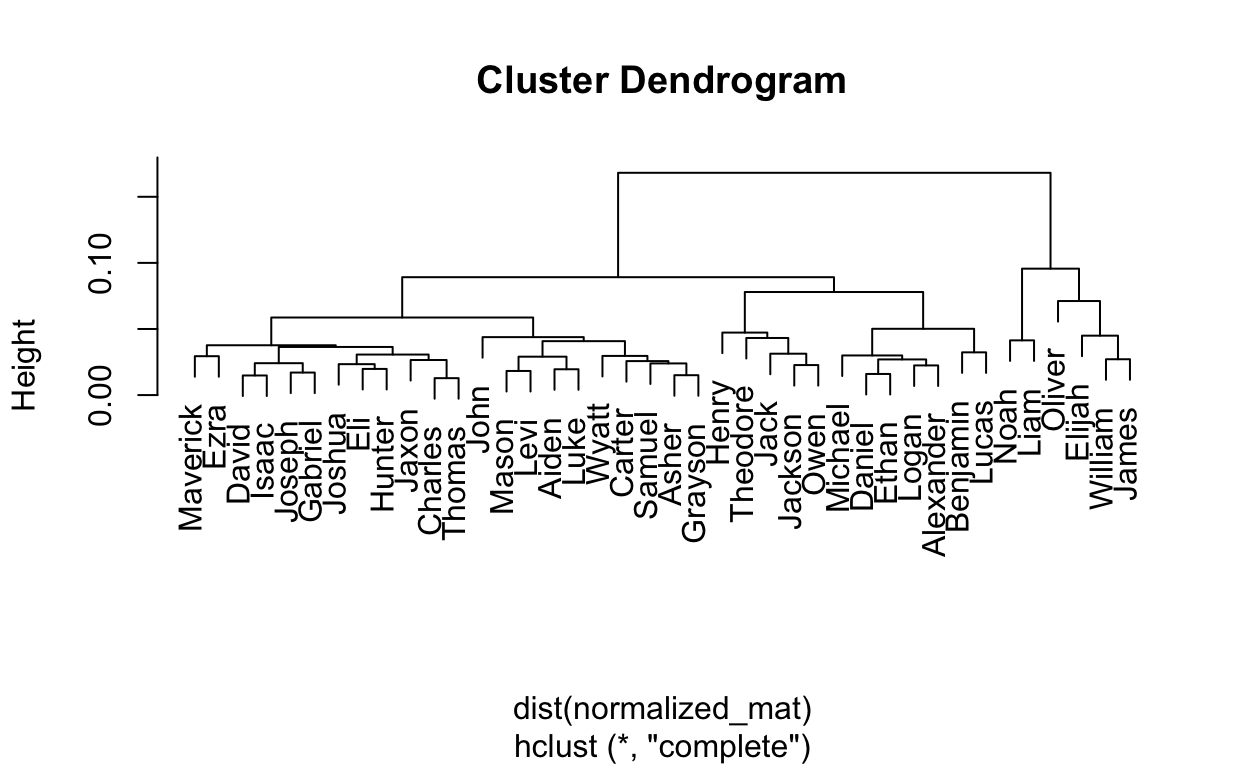 Cluster Dendrogram
Height
0.00
0.10
Maverick
Ezra
David
Isaac
Joseph
Gabriel
Joshua
Eli
Hunter
Jaxon
Charles
Thomas
John
Mason
Levi
Aiden
Luke
Wyatt
Carter
Samuel
Asher
Grayson
Henry
Theodore
Jack
Jackson
Owen
Michael
Daniel
Ethan
Logan
Alexander
Benjamin
Lucas
Noah
Liam
Oliver
Elijah
William
James
dist(normalized_mat)
hclust (*, "complete")